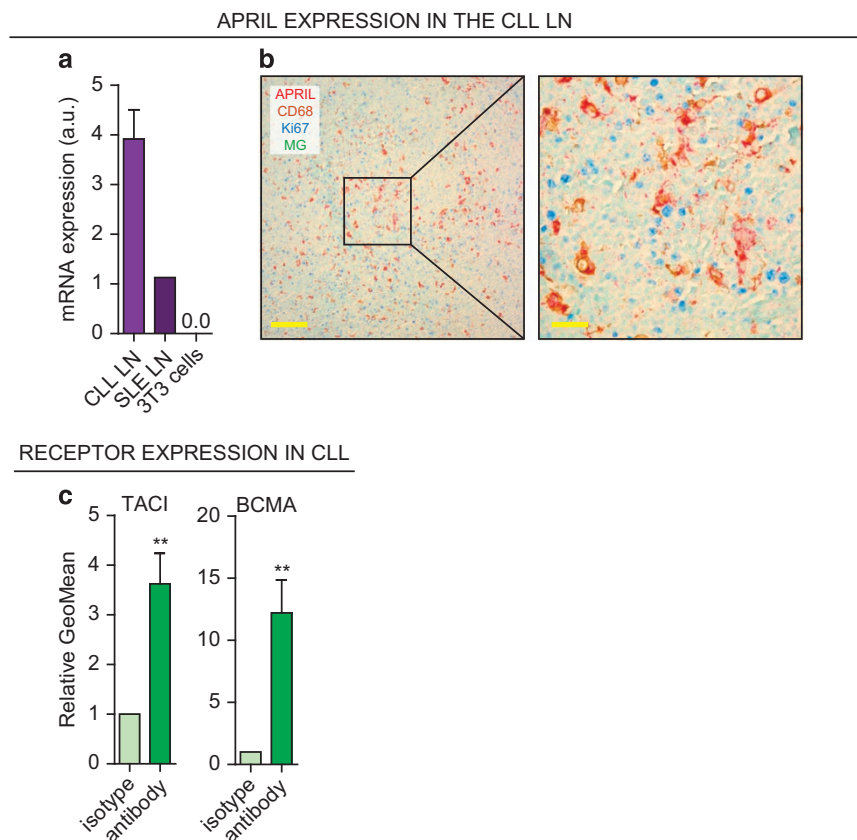 APRIL EXPRESSION IN THE CLL LN
a
5
4
3
2
1
0
mRNA expression (a.u.)
0.0
CLL LN
SLE LN
3T3 cells
b
APRIL
CD68
Ki67
MG
RECEPTOR EXPRESSION IN CLL
c
TACI
5
4
3
2
1
0
Relative GeoMean
**
isotype
antibody
BCMA
20
15
10
5
0
**
isotype
antibody